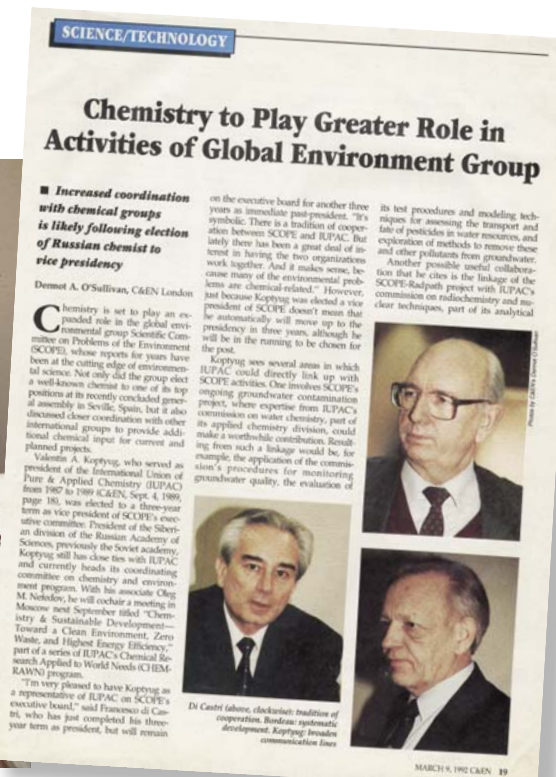 SCIENCE/TECHNOLOGY
Chemistry to Play Greater Role in
Activities of Global Environment Group
■ Increased coordination
with chemical groups
is likely following election
of Russian chemist to
vice presidency
Dermot A. O'Sullivan, C&EN London
Chemistry is set to play an ex-
panded role in the global envi-
ronmental group Scientific Com-
mittee on Problems of the Environment
(SCOPE), whose reports for years have
been at the cutting edge of environmen-
tal science. Not only did the group elect
a well-known chemist to one of its top
positions at its recently concluded gener-
al assembly in Seville, Spain, but it also
discussed closer coordination with other
international groups to provide addi-
tional chemical input for current and
planned projects.
Valentin A. Koptyug, who served as
president of the International Union of
Pure & Applied Chemistry (IUPAC)
from 1987 to 1989 (C&EN, Sept. 4, 1989,
page 18), was elected to a three-year
term as vice president of SCOPE's exec-
utive committee. President of the Siberi-
an division of the Russian Academy of
Sciences, previously the Soviet academy,
Koptyug still has close ties with IUPAC
and currently heads its coordinating
committee on chemistry and environ-
ment program. With his associate Oleg
M. Nefedov, he will cochair a meeting in
Moscow next September titled "Chem-
istry & Sustainable Development—
Toward a Clean Environment, Zero
Waste, and Highest Energy Efficiency,"
part of a series of IUPAC's Chemical Re-
search Applied to World Needs (CHEM-
RAWN) program.
"I'm very pleased to have Koptyug as
a representative of IUPAC on SCOPE's
executive board," said Francesco di Cas-
tri, who has just completed his three-
year term as president, but will remain
on the executive board for another three
years as immediate past-president. "It's
symbolic. There is a tradition of cooper-
ation between SCOPE and IUPAC. But
lately there has been a great deal of in-
terest in having the two organizations
work together. And it makes sense, be-
cause many of the environmental prob-
lems are chemical-related." However,
just because Koptyug was elected a vice
president of SCOPE doesn't mean that
he automatically will move up to the
presidency in three years, although he
will be in the running to be chosen for
the post.
Koptyug sees several areas in which
IUPAC could directly link up with
SCOPE activities. One involves SCOPE's
ongoing groundwater contamination
project, where expertise from IUPAC's
commission on water chemistry, part of
its applied chemistry division, could
make a worthwhile contribution. Result-
ing from such a linkage would be, for
example, the application of the commis-
sion's procedures for monitoring
groundwater quality, the evaluation of
its test procedures and modeling tech-
niques for assessing the transport and
fate of pesticides in water resources, and
exploration of methods to remove these
and other pollutants from groundwater.
Another possible useful collabora-
tion that he cites is the linkage of the
SCOPE-Radpath project with IUPAC's
commission on radiochemistry and nu-
clear techniques, part of its analytical
Photos by C&EN's Dermot O'Sullivan
Di Castri (above, clockwise): tradition of
cooperation. Bordeau: systematic
development. Koptyug: broaden
communication lines
MARCH 9, 1992 C&EN 19